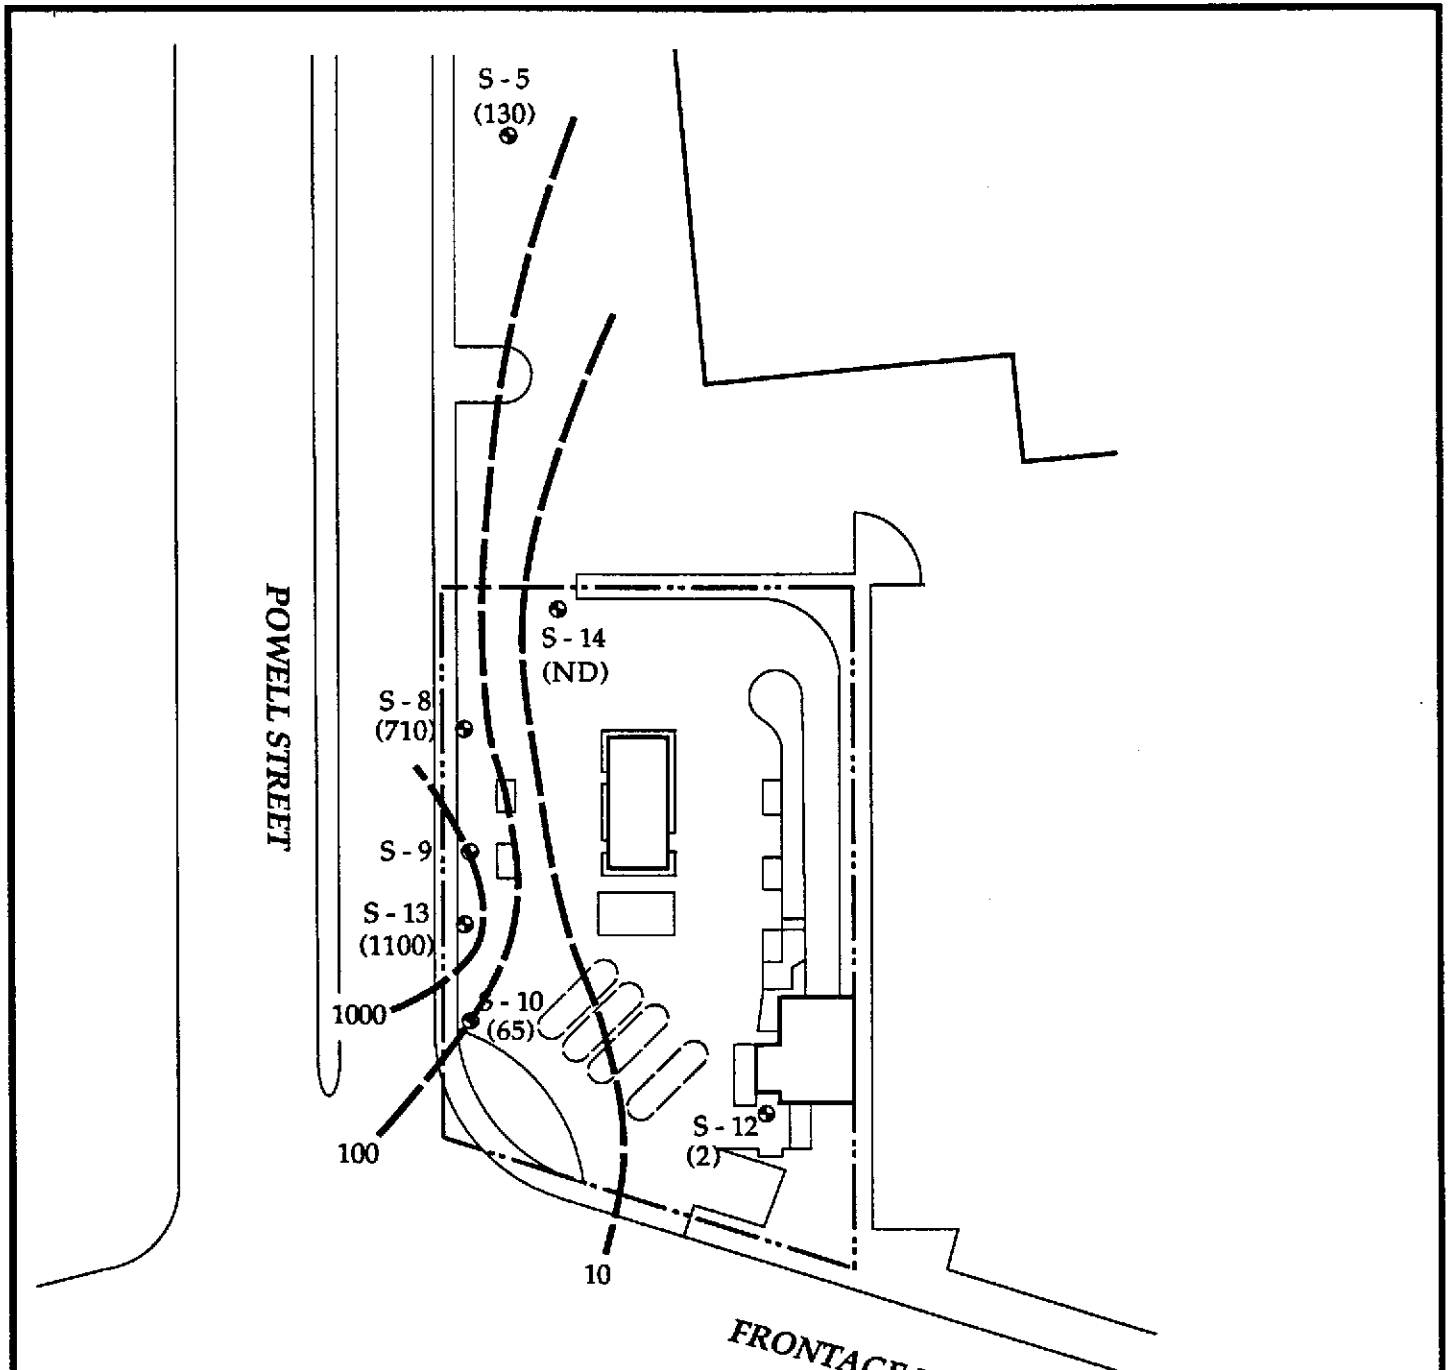 S - 5
(130)
S - 14
(ND)
S - 8
(710)
POWELL STREET
S - 9
S - 13
(1100)
1000
S - 10
(65)
S - 12
(2)
100
10
FRONTAGE